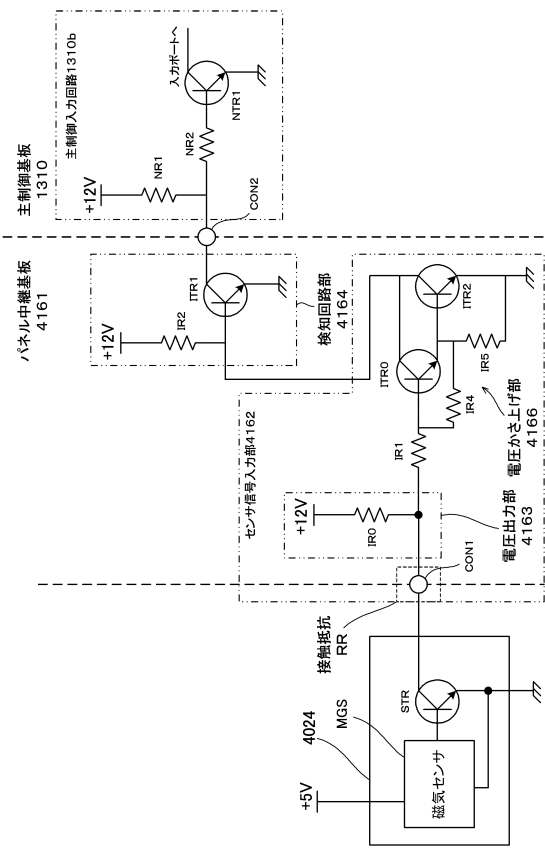 主制御基板
1310
主制御入力回路1310b
+12V
NR1
NR2
NTR1
入力ポートへ
CON2
パネル中継基板
4161
+12V
IR2
ITR1
検知回路部
4164
センサ信号入力部4162
ITR0
ITR2
IR1
IR4
IR5
電圧かさ上げ部
4166
+12V
IR0
電圧出力部
4163
CON1
接触抵抗
RR
4024
MGS
STR
+5V
磁気センサ